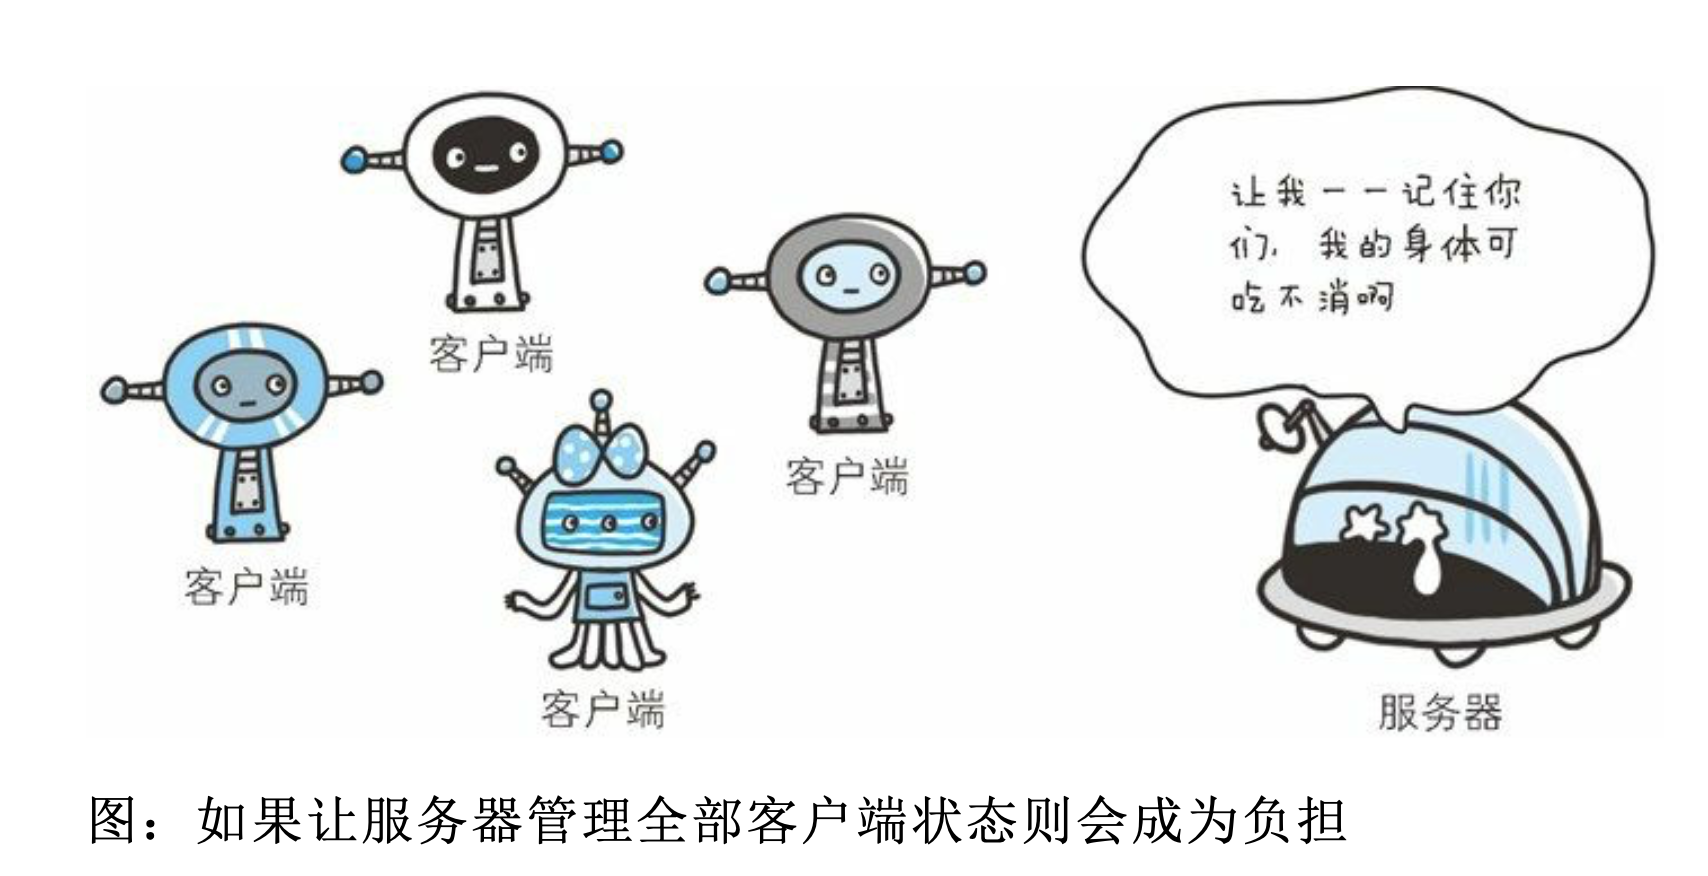 让我一一记住你
们，我的身体可
吃不消啊
客户端
客户端
客户端
客户端
服务器
图：如果让服务器管理全部客户端状态则会成为负担